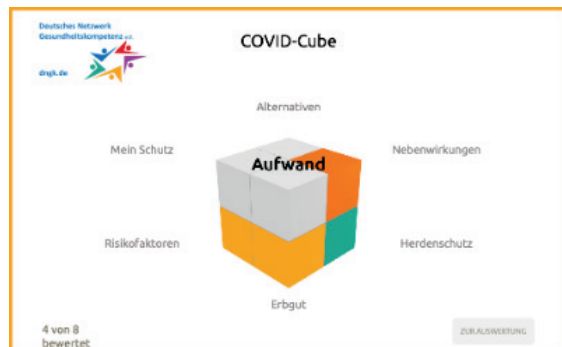 Deutsches Netzwerk
Gesundheitskompetenz e.V.
dngk.de
COVID-Cube
Alternativen
Mein Schutz
Nebenwirkungen
Aufwand
Risikofaktoren
Herdenschutz
Erbgut
4 von 8
bewertet
ZUR AUSWERTUNG